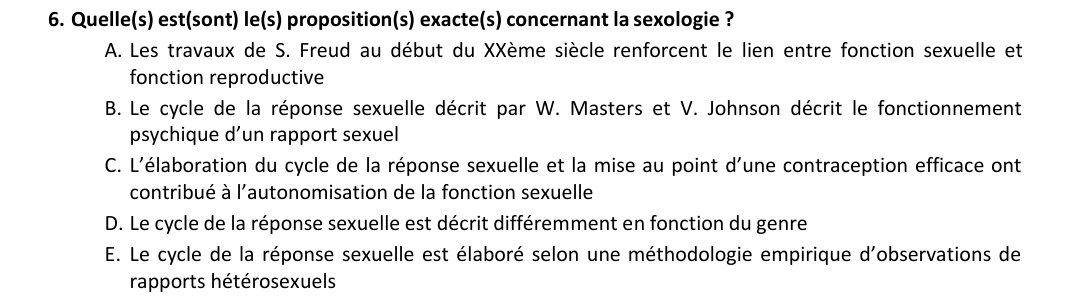 6. Quelle(s) est(sont) le(s) proposition(s) exacte(s) concernant la sexologie ?
A. Les travaux de S. Freud au début du XXème siècle renforcent le lien entre fonction sexuelle et
fonction reproductive
B. Le cycle de la réponse sexuelle décrit par W. Masters et V. Johnson décrit le fonctionnement
psychique d’un rapport sexuel
C. L’élaboration du cycle de la réponse sexuelle et la mise au point d’une contraception efficace ont
contribué à l’autonomisation de la fonction sexuelle
D. Le cycle de la réponse sexuelle est décrit différemment en fonction du genre
E. Le cycle de la réponse sexuelle est élaboré selon une méthodologie empirique d’observations de
rapports hétérosexuels